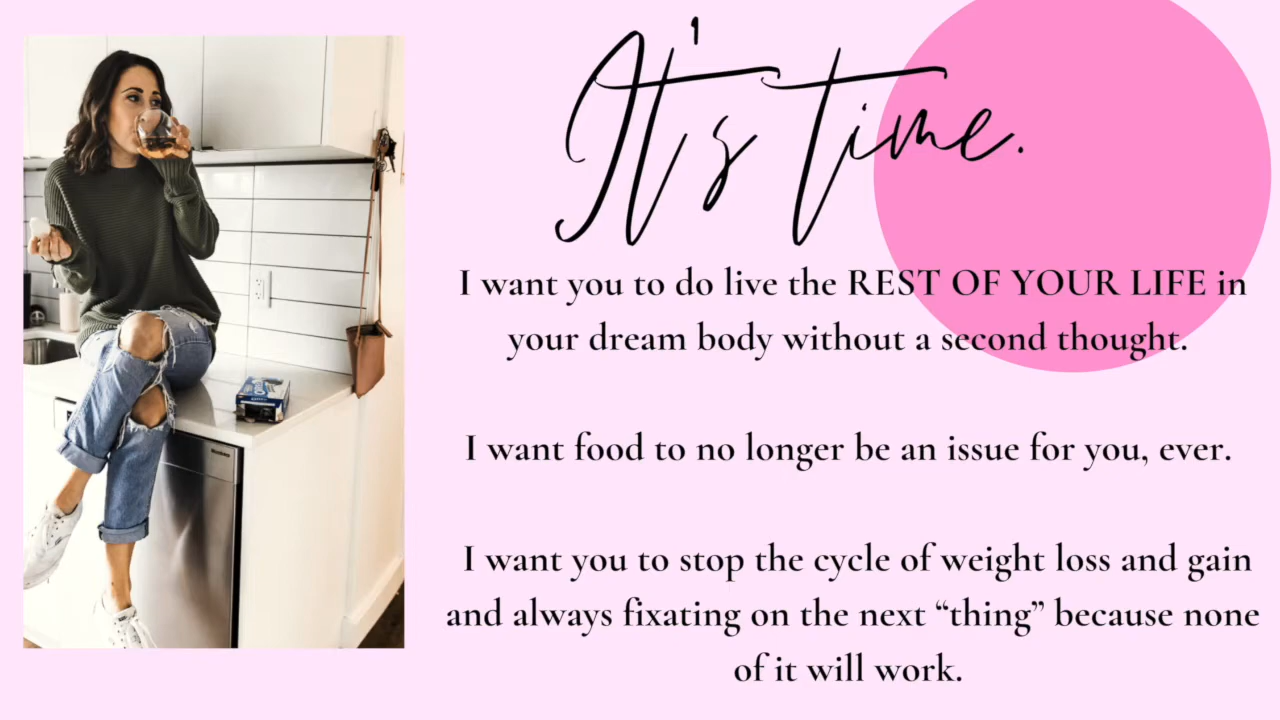 It's time.
I want you to do live the REST OF YOUR LIFE in
your dream body without a second thought.
I want food to no longer be an issue for you, ever.
I want you to stop the cycle of weight loss and gain
and always fixating on the next “thing” because none
of it will work.